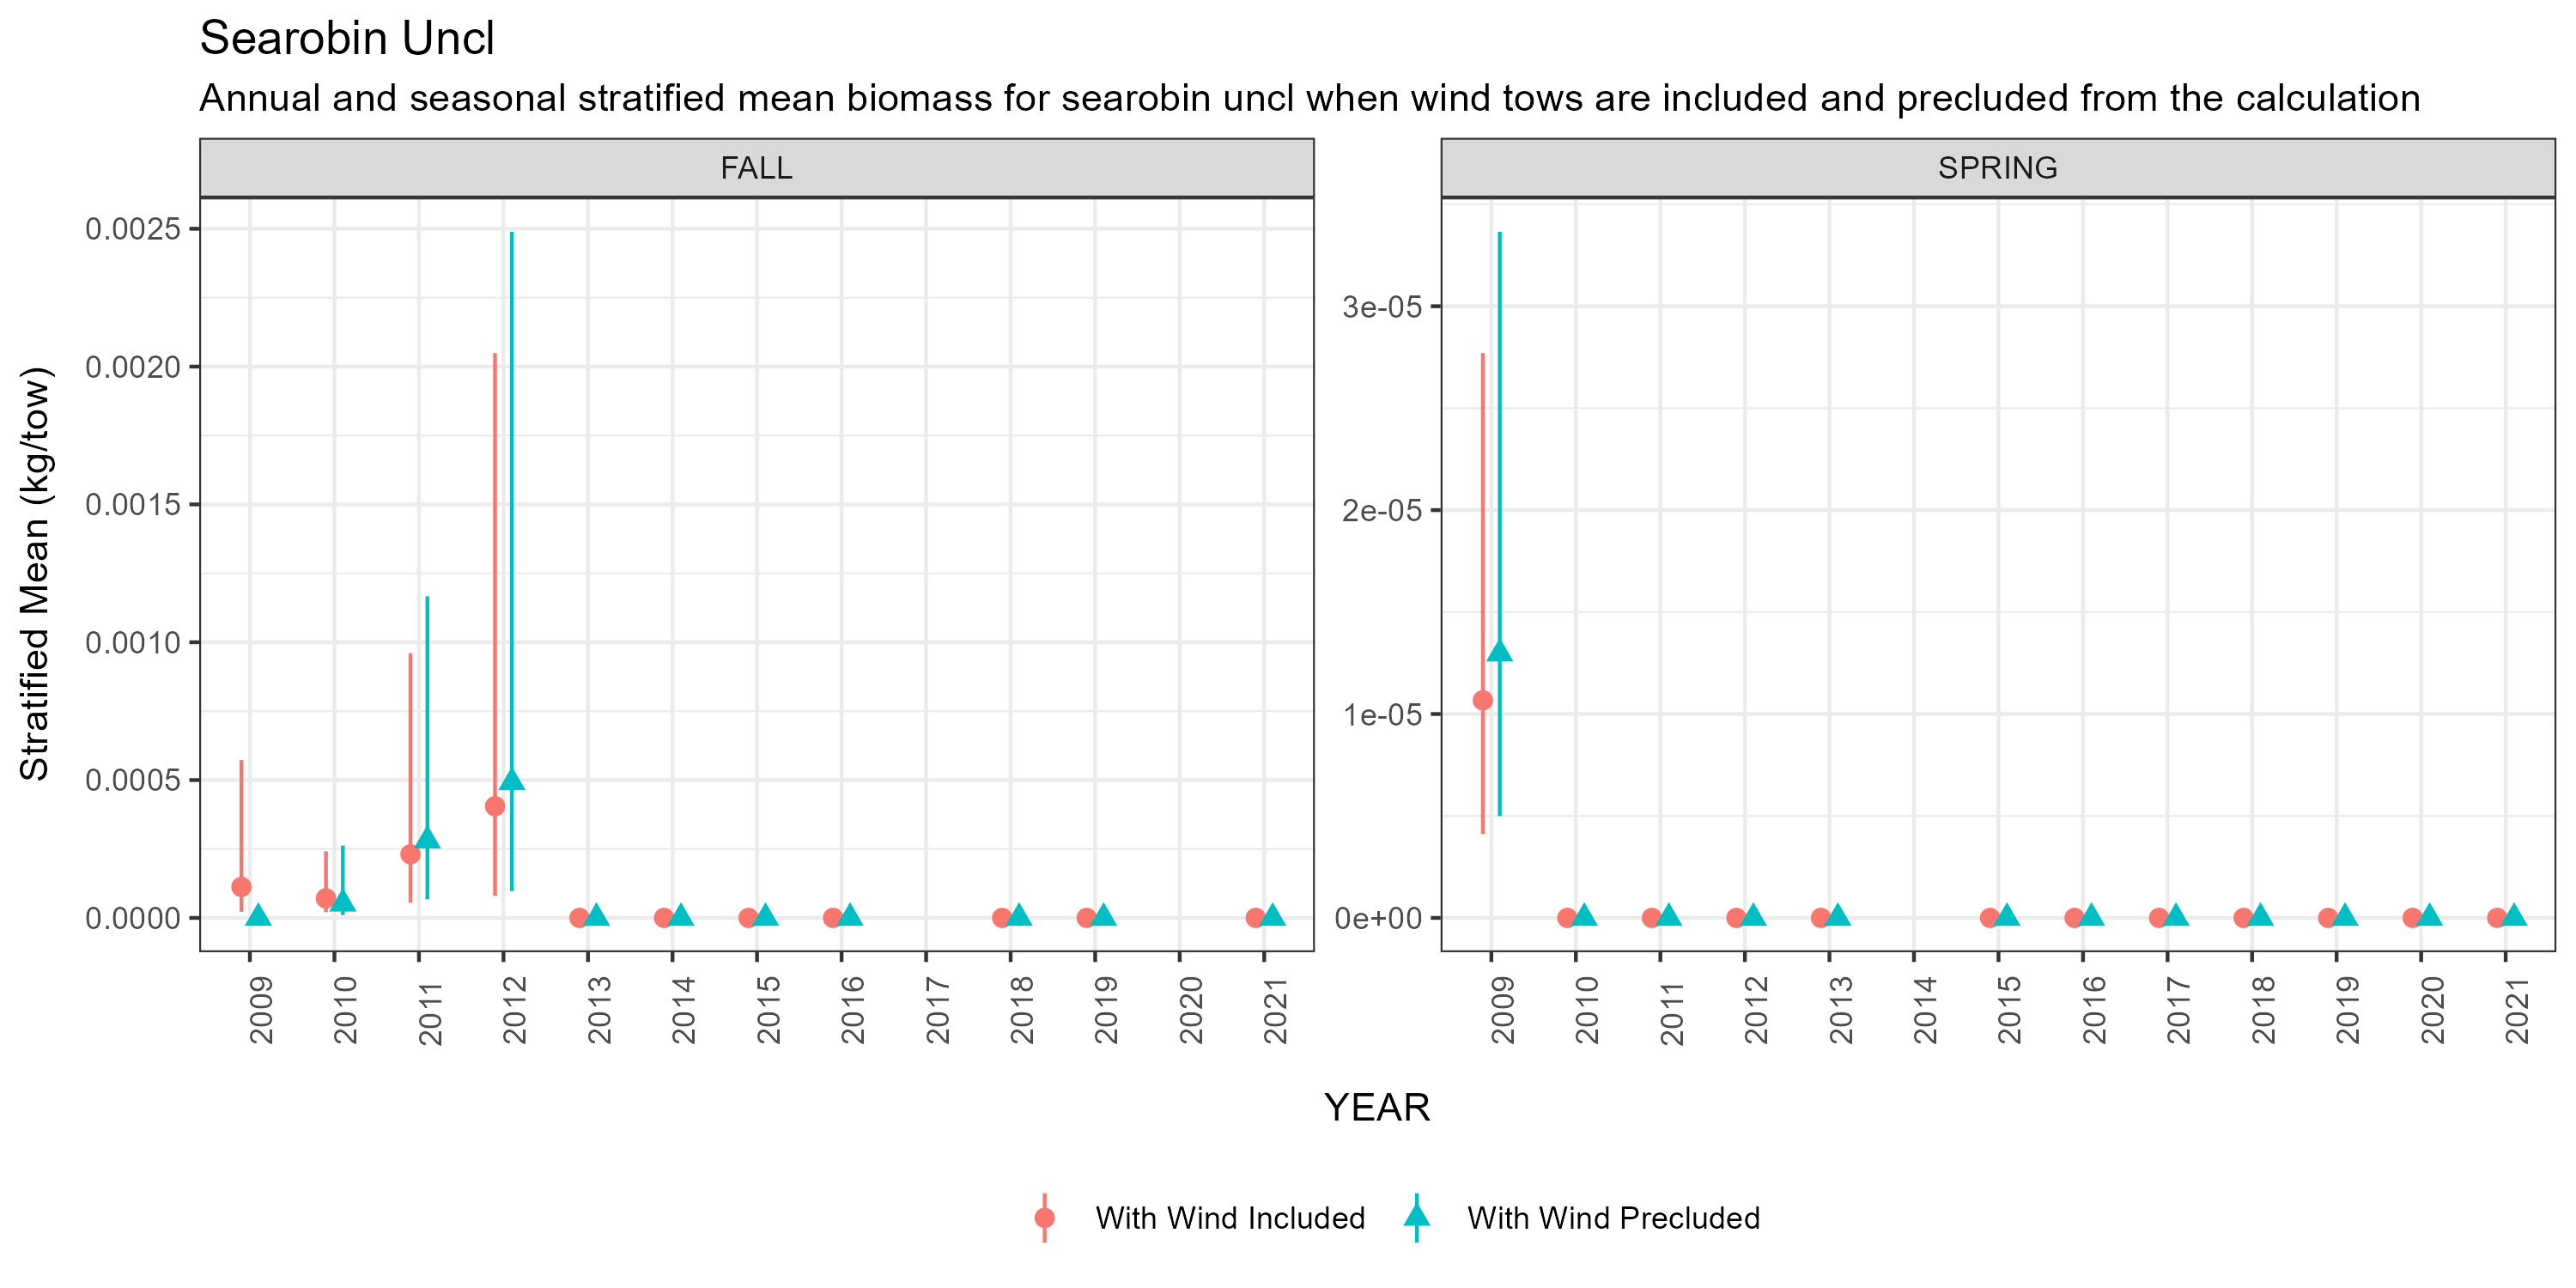 Searobin Uncl
Annual and seasonal stratified mean biomass for searobin uncl when wind tows are included and precluded from the calculation
FALL
SPRING
Stratified Mean (kg/tow)
0.0025
0.0020
0.0015
0.0010
0.0005
0.0000
3e-05
2e-05
1e-05
0e+00
2009 2010 2011 2012 2013 2014 2015 2016 2017 2018 2019 2020 2021
2009 2010 2011 2012 2013 2014 2015 2016 2017 2018 2019 2020 2021
YEAR
With Wind Included
With Wind Precluded